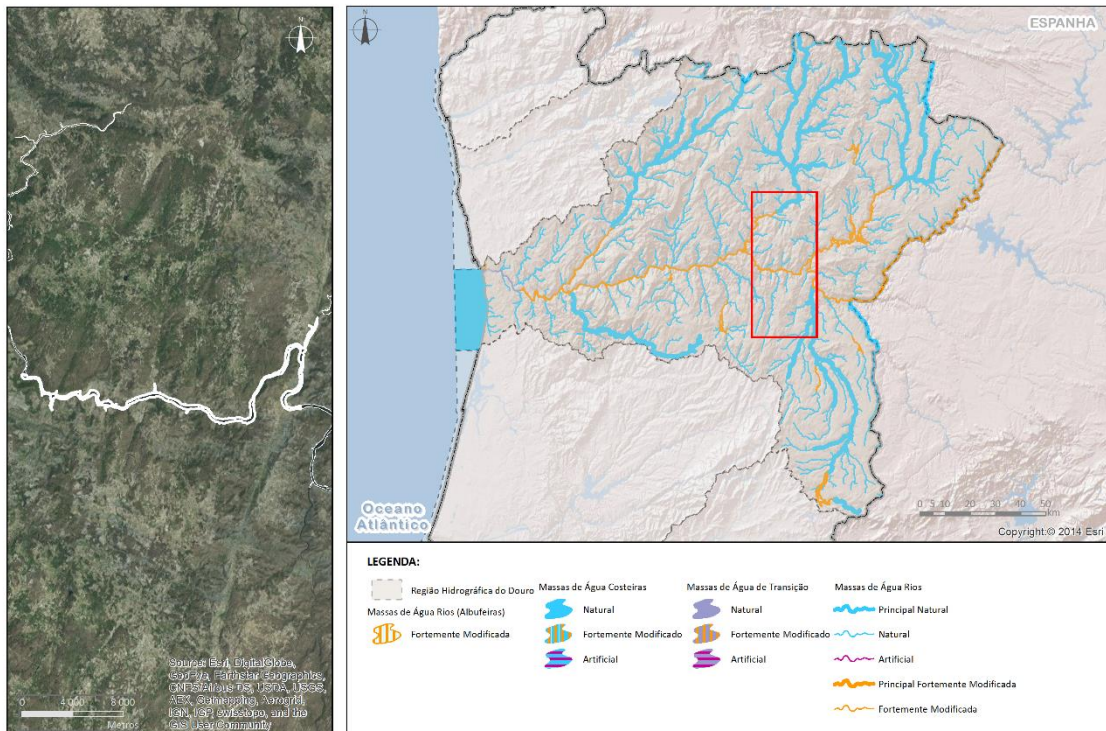 Source: Esri, DigitalGlobe,
GeoEye, Earthstar Geographics,
CNES/Airbus DS, USDA, USGS,
AEX, Getmapping, Aerogrid,
IGN, IGP, swisstopo, and the
GIS User Community
0 4 000 8 000
Metros
ESPANHA
Oceano
Atlântico
0 5 10 20 30 40 50
km
Copyright:© 2014 Esri
LEGENDA:
Região Hidrográfica do Douro
Massas de Água Rios (Albufeiras)
Fortemente Modificada
Massas de Água Costeiras
Natural
Fortemente Modificado
Artificial
Massas de Água de Transição
Natural
Fortemente Modificado
Artificial
Massas de Água Rios
Principal Natural
Natural
Artificial
Principal Fortemente Modificada
Fortemente Modificada